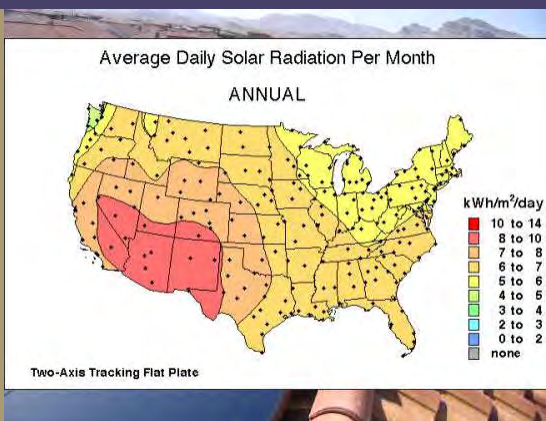 Average Daily Solar Radiation Per Month
ANNUAL
kWh/m²/day
10 to 14
8 to 10
7 to 8
6 to 7
5 to 6
4 to 5
3 to 4
2 to 3
0 to 2
none
Two-Axis Tracking Flat Plate